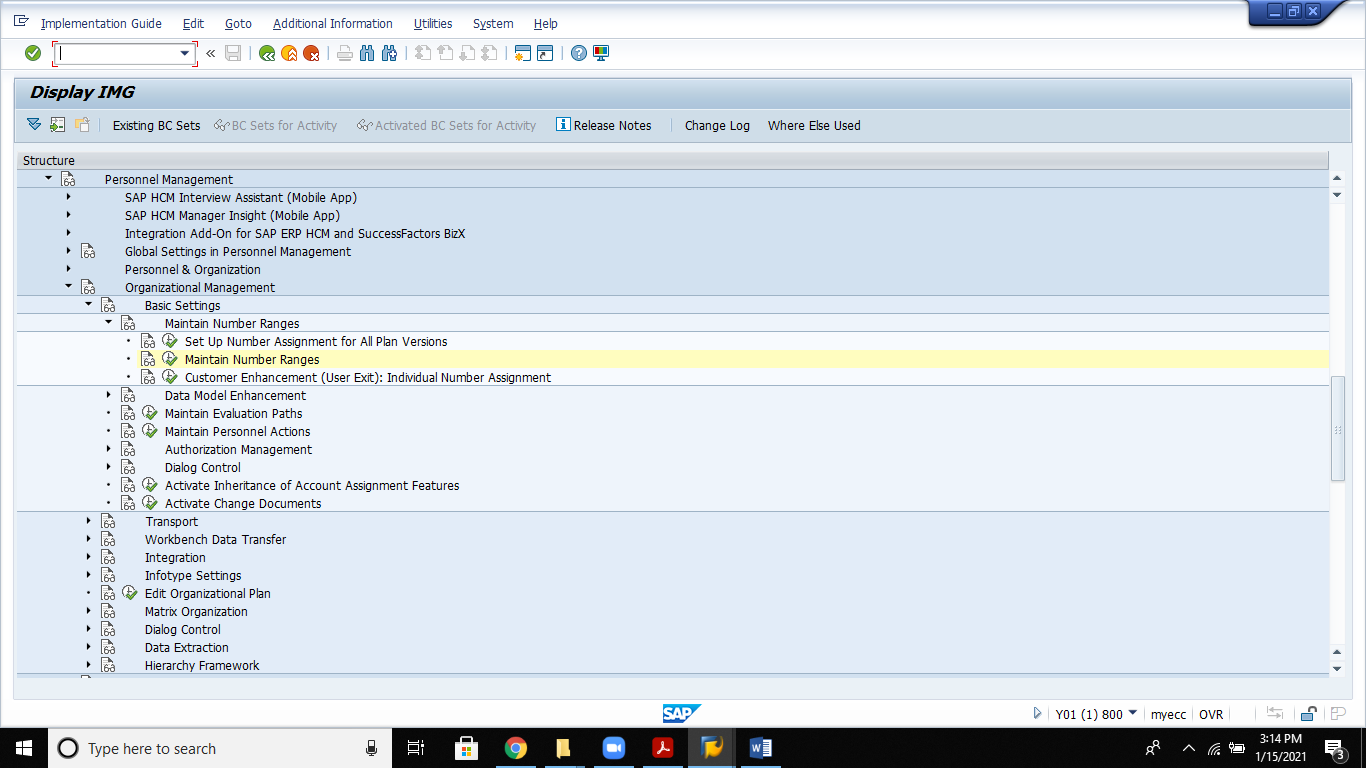 Implementation Guide Edit Goto Additional Information Utilities System Help
Display IMG
Existing BC Sets BC Sets for Activity Activated BC Sets for Activity Release Notes Change Log Where Else Used
Structure
Personnel Management
SAP HCM Interview Assistant (Mobile App)
SAP HCM Manager Insight (Mobile App)
Integration Add-On for SAP ERP HCM and SuccessFactors BizX
Global Settings in Personnel Management
Personnel & Organization
Organizational Management
Basic Settings
Maintain Number Ranges
Set Up Number Assignment for All Plan Versions
Maintain Number Ranges
Customer Enhancement (User Exit): Individual Number Assignment
Data Model Enhancement
Maintain Evaluation Paths
Maintain Personnel Actions
Authorization Management
Dialog Control
Activate Inheritance of Account Assignment Features
Activate Change Documents
Transport
Workbench Data Transfer
Integration
Infotype Settings
Edit Organizational Plan
Matrix Organization
Dialog Control
Data Extraction
Hierarchy Framework
SAP Y01 (1) 800 myecc OVR
Type here to search 3:14 PM
1/15/2021 3